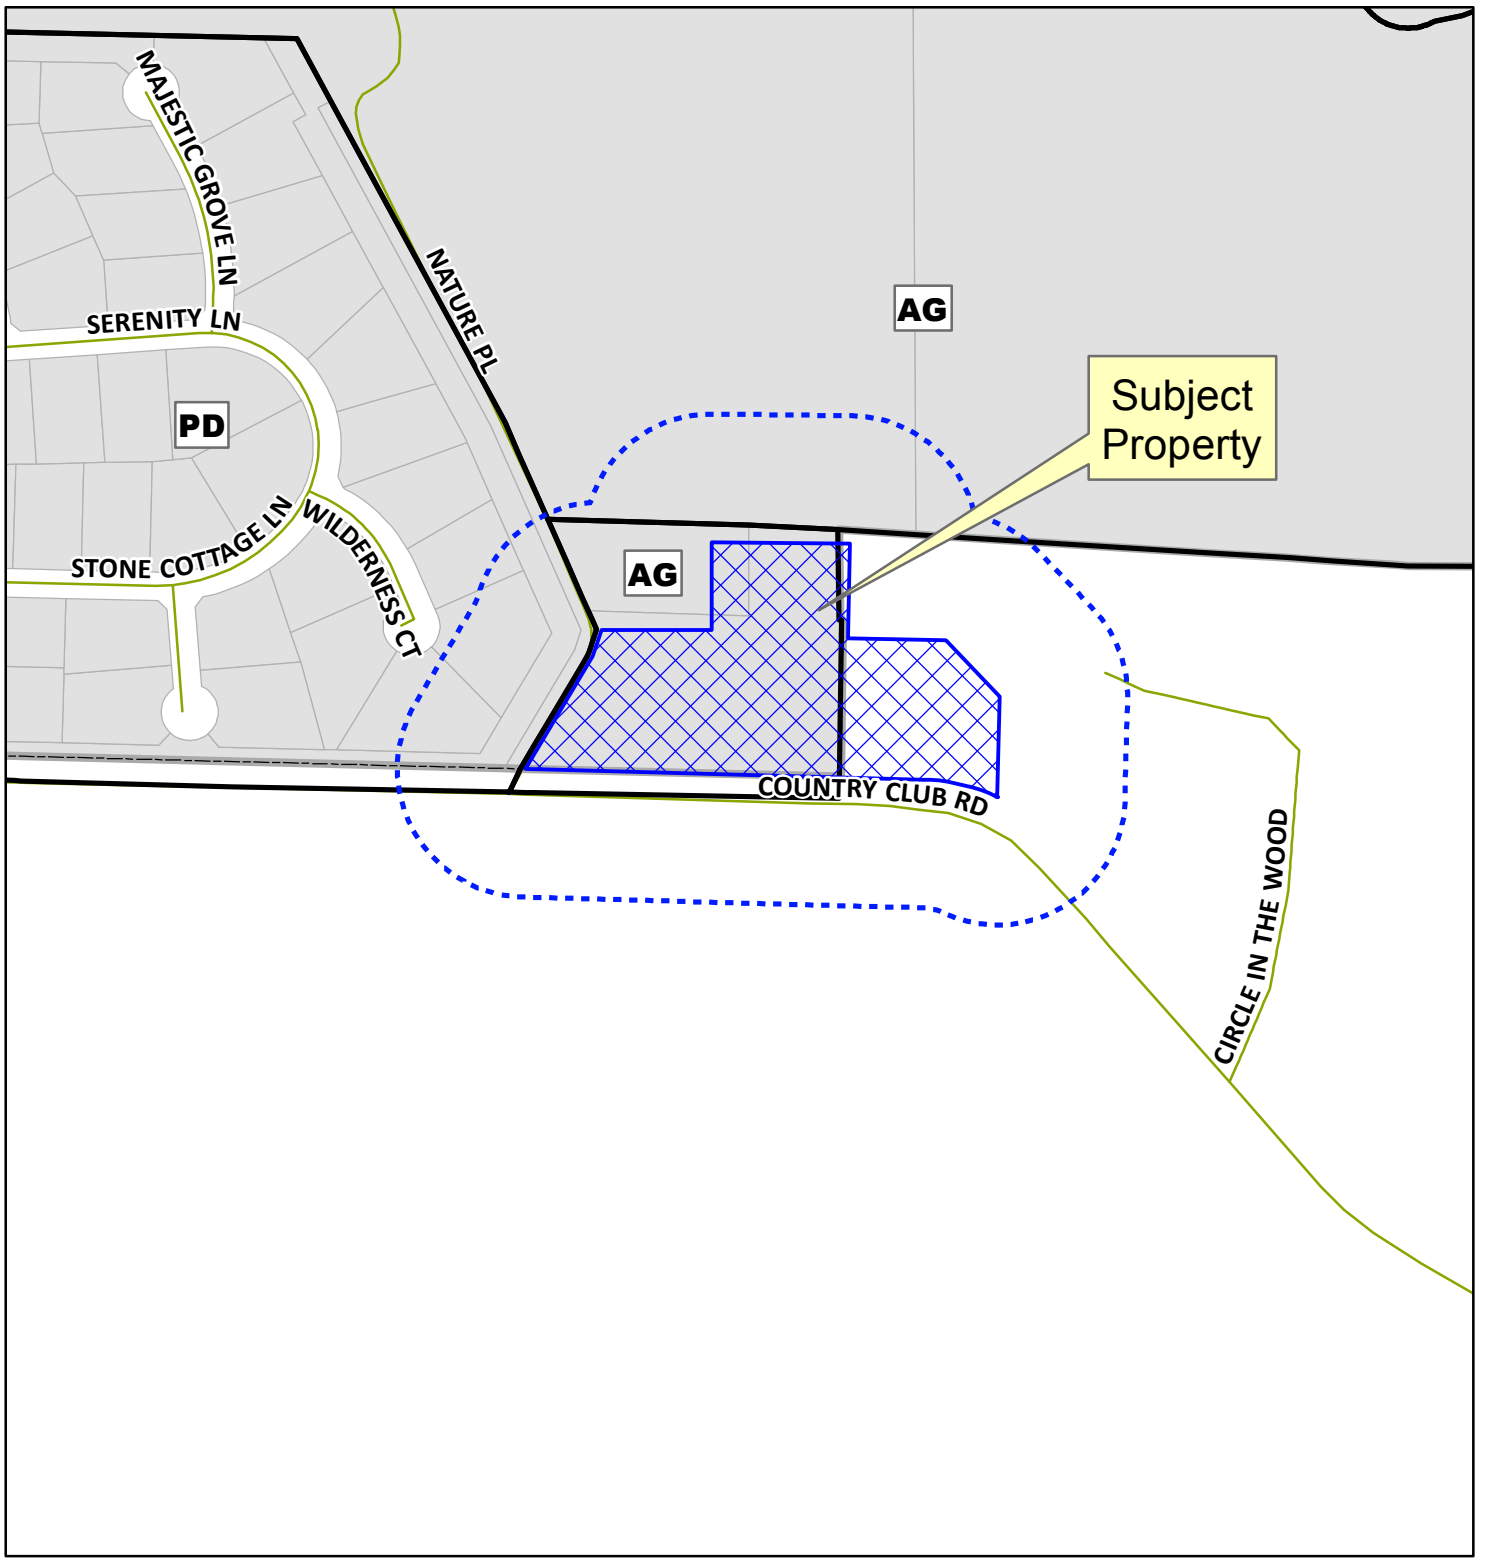 MAJESTIC GROVE LN
NATURE PL
SERENITY LN
AG
Subject
Property
PD
STONE COTTAGE LN
WILDERNESS CT
AG
COUNTRY CLUB RD
CIRCLE IN THE WOOD